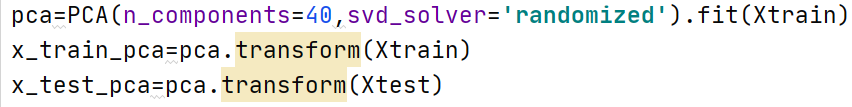 pca=PCA(n_components=40,svd_solver='randomized').fit(Xtrain)
x_train_pca=pca.transform(Xtrain)
x_test_pca=pca.transform(Xtest)